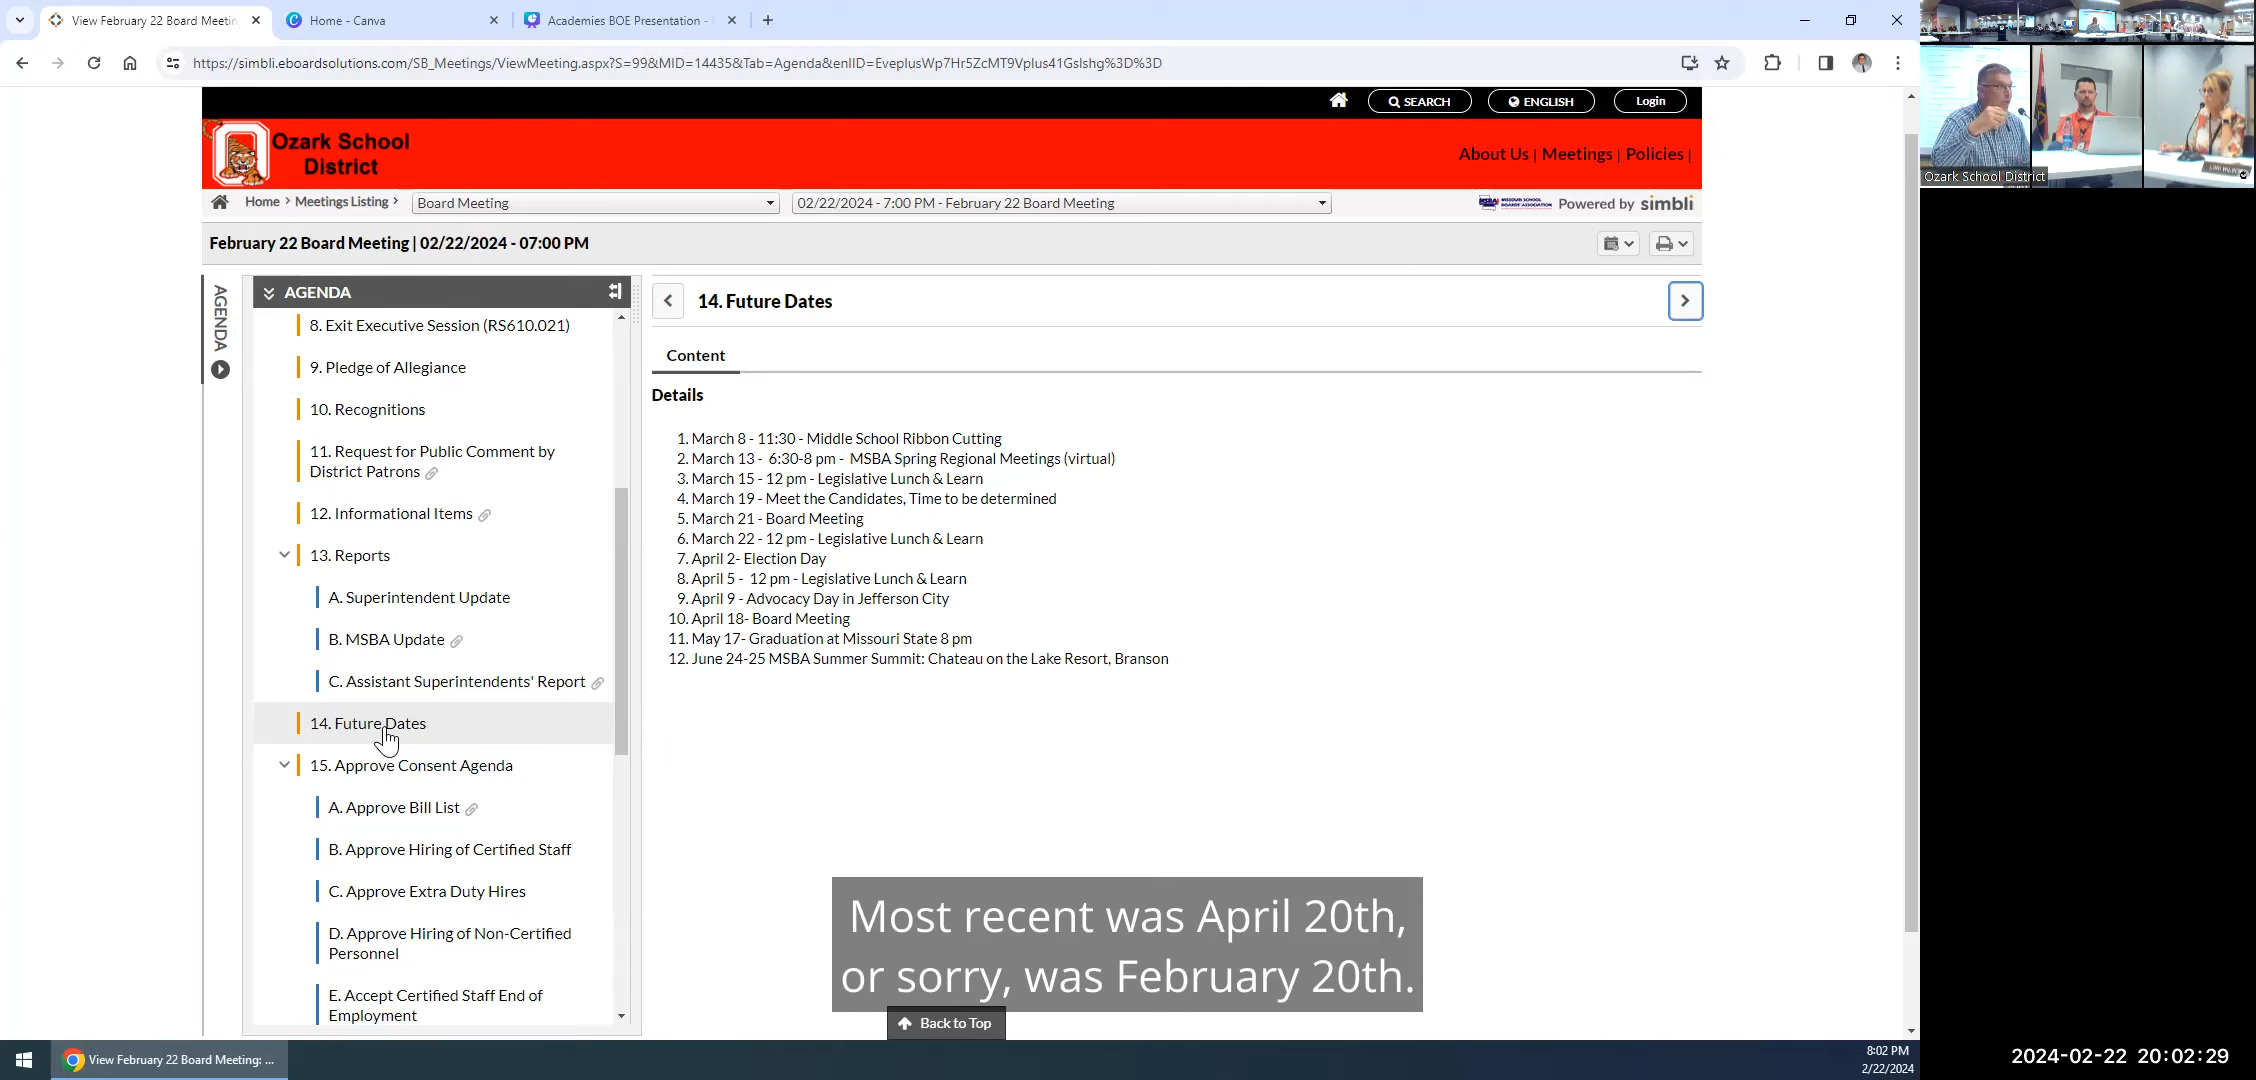 View February 22 Board Meetin
Home - Canva
Academies BOE Presentation -
https://simbli.eboardsolutions.com/SB_Meetings/ViewMeeting.aspx?S=99&MID=14435&Tab=Agenda&enIID=EveplusWp7Hr5ZcMT9Vplus41Gslshg%3D%3D
SEARCH
ENGLISH
Login
Ozark School
District
About Us | Meetings | Policies |
Home > Meetings Listing >
Board Meeting
02/22/2024 - 7:00 PM - February 22 Board Meeting
Powered by simbli
February 22 Board Meeting | 02/22/2024 - 07:00 PM
AGENDA
AGENDA
8. Exit Executive Session (RS610.021)
9. Pledge of Allegiance
10. Recognitions
11. Request for Public Comment by
District Patrons
12. Informational Items
13. Reports
A. Superintendent Update
B. MSBA Update
C. Assistant Superintendents' Report
14. Future Dates
15. Approve Consent Agenda
A. Approve Bill List
B. Approve Hiring of Certified Staff
C. Approve Extra Duty Hires
D. Approve Hiring of Non-Certified
Personnel
E. Accept Certified Staff End of
Employment
14. Future Dates
Content
Details
1. March 8 - 11:30 - Middle School Ribbon Cutting
2. March 13 - 6:30-8 pm - MSBA Spring Regional Meetings (virtual)
3. March 15 - 12 pm - Legislative Lunch & Learn
4. March 19 - Meet the Candidates, Time to be determined
5. March 21 - Board Meeting
6. March 22 - 12 pm - Legislative Lunch & Learn
7. April 2- Election Day
8. April 5 - 12 pm - Legislative Lunch & Learn
9. April 9 - Advocacy Day in Jefferson City
10. April 18- Board Meeting
11. May 17- Graduation at Missouri State 8 pm
12. June 24-25 MSBA Summer Summit: Chateau on the Lake Resort, Branson
Most recent was April 20th,
or sorry, was February 20th.
Back to Top
Ozark School District
View February 22 Board Meeting: ...
8:02 PM
2/22/2024
2024-02-22 20:02:29